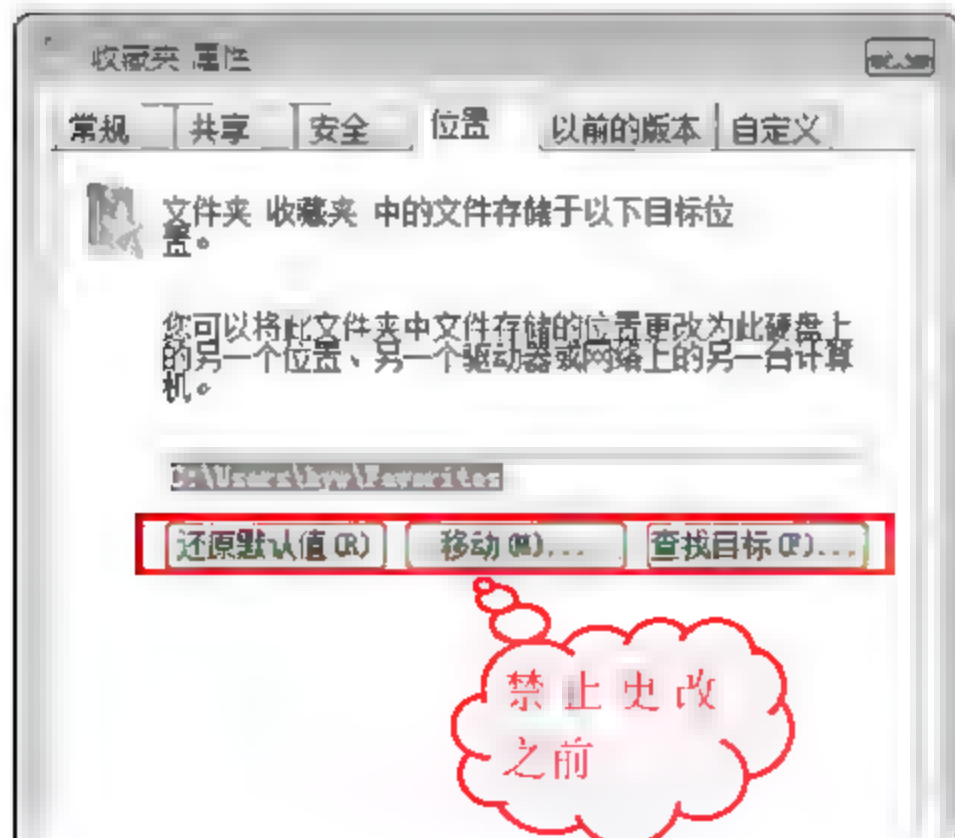 收藏夹 属性
常规 共享 安全 位置 以前的版本 自定义
文件夹 收藏夹 中的文件存储于以下目标位
置。
您可以将此文件夹中文件存储的位置更改为此硬盘上
的另一个位置、另一个驱动器或网络上的另一台计算
机。
C:\Users\hyw\Favorites
还原默认值(R) 移动(M)... 查找目标(F)...
禁止更改
之前